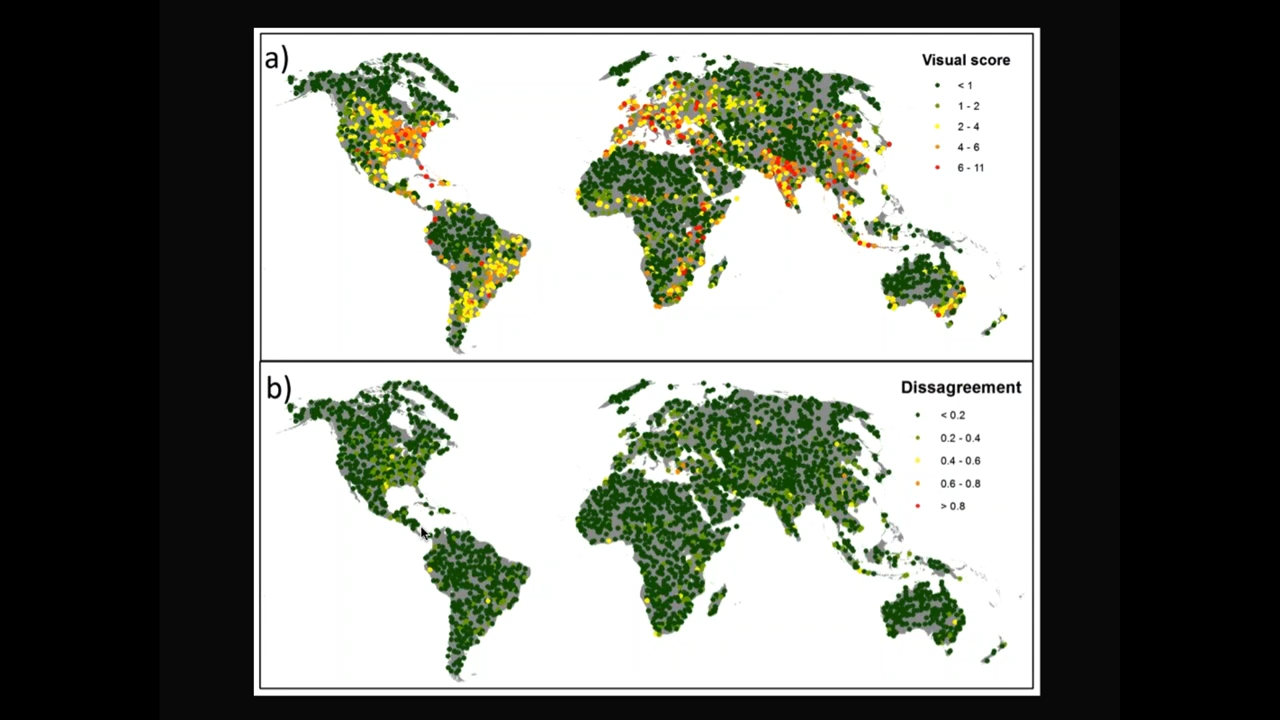 a)
Visual score
< 1
1 - 2
2 - 4
4 - 6
6 - 11
b)
Dissagreement
< 0.2
0.2 - 0.4
0.4 - 0.6
0.6 - 0.8
> 0.8